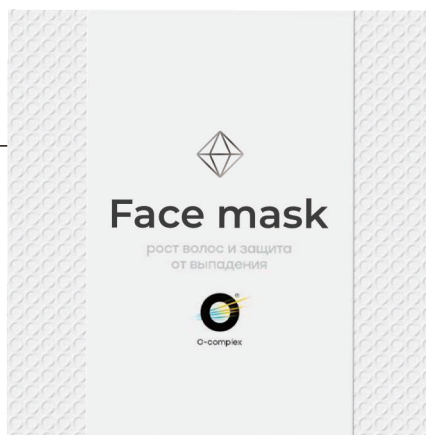 Face mask
рост волос и защита
от выпадения
®
O-complex